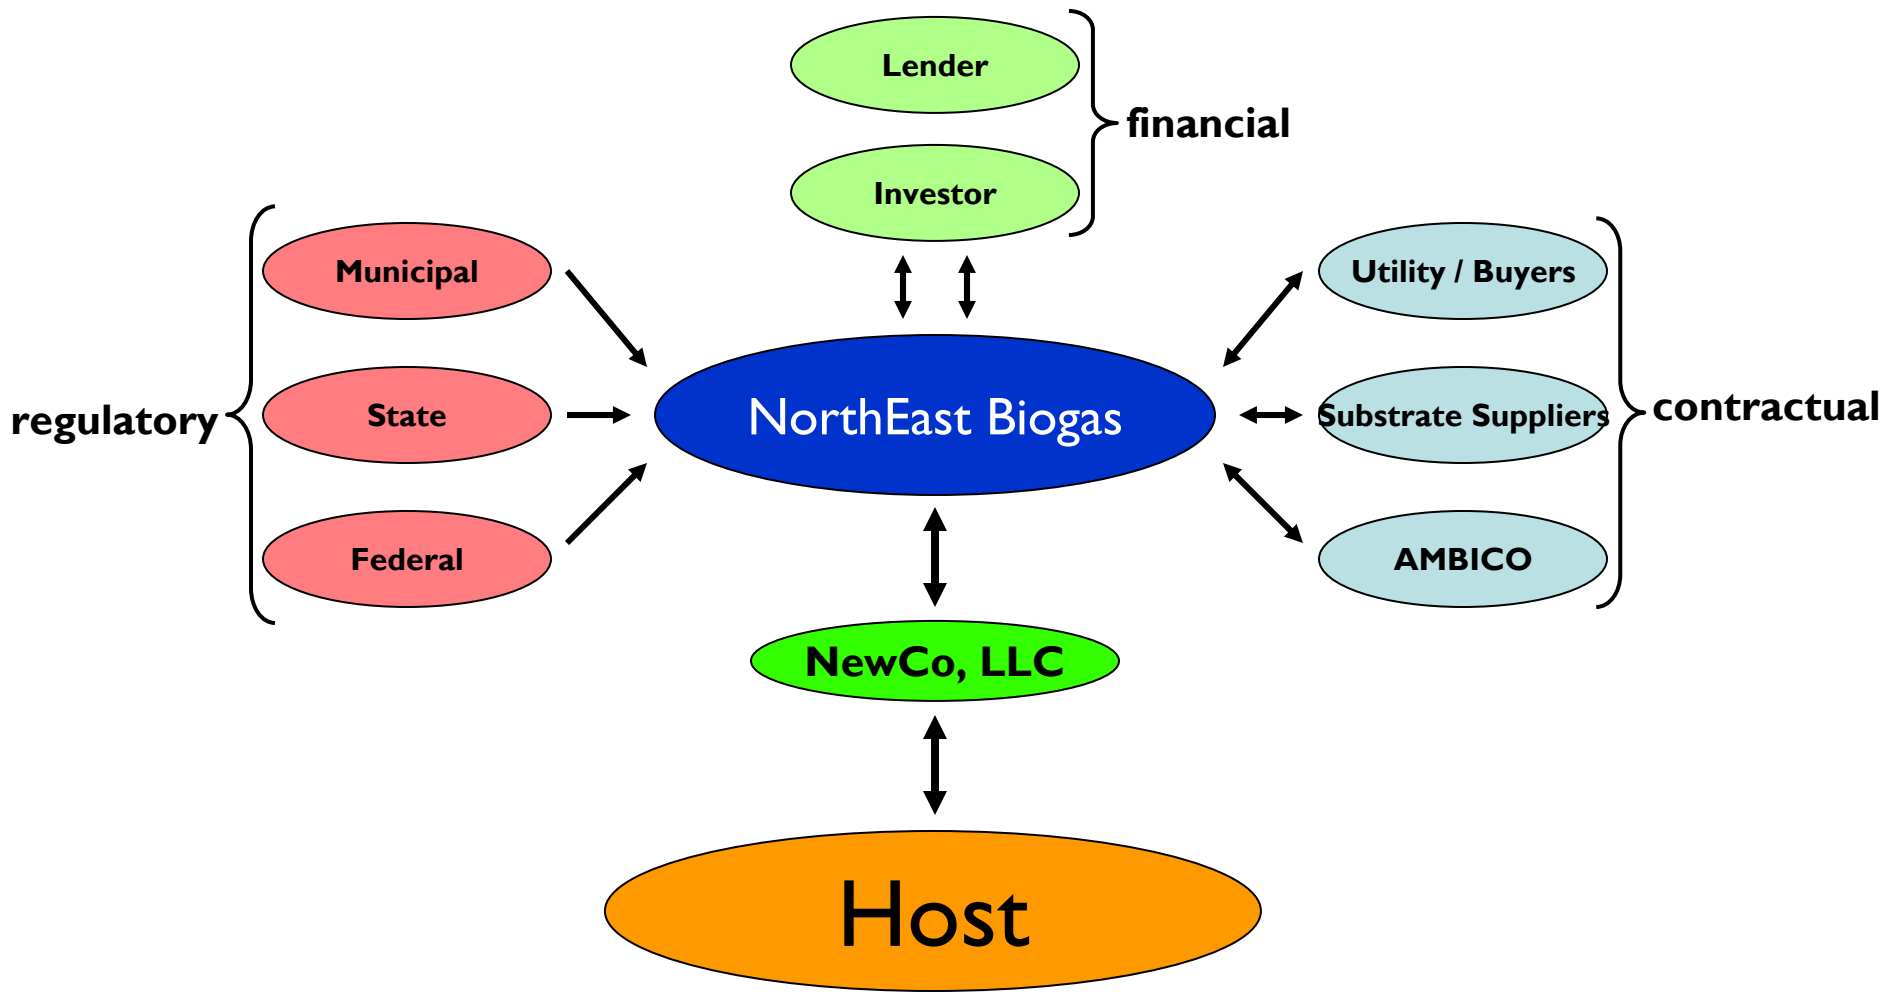 Lender
financial
Investor
Municipal
Utility / Buyers
regulatory
State
NorthEast Biogas
Substrate Suppliers
contractual
Federal
AMBICO
NewCo, LLC
Host